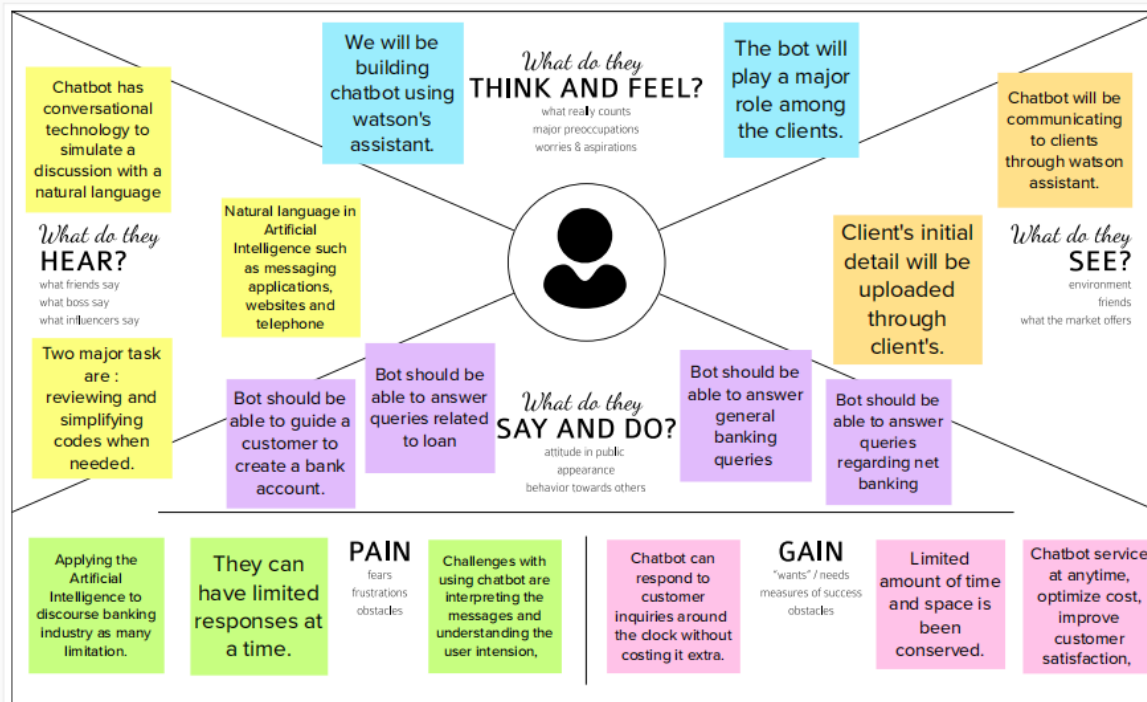 We will be
building
chatbot using
watson's
assistant.
What do they
THINK AND FEEL?
what really counts
major preoccupations
worries & aspirations
The bot will
play a major
role among
the clients.
Chatbot has
conversational
technology to
simulate a
discussion with a
natural language
What do they
HEAR?
what friends say
what boss say
what influencers say
Natural language in
Artificial
Intelligence such
as messaging
applications,
websites and
telephone
Two major task
are :
reviewing and
simplifying
codes when
needed.
Chatbot will be
communicating
to clients
through watson
assistant.
Client's initial
detail will be
uploaded
through
client's.
What do they
SEE?
environment
friends
what the market offers
Bot should be
able to guide a
customer to
create a bank
account.
Bot should be
able to answer
queries related
to loan
What do they
SAY AND DO?
attitude in public
appearance
behavior towards others
Bot should be
able to answer
general
banking
queries
Bot should be
able to answer
queries
regarding net
banking
Applying the
Artificial
Intelligence to
discourse banking
industry as many
limitation.
They can
have limited
responses at
a time.
PAIN
fears
frustrations
obstacles
Challenges with
using chatbot are
interpreting the
messages and
understanding the
user intension,
Chatbot can
respond to
customer
inquiries around
the clock without
costing it extra.
GAIN
"wants" / needs
measures of success
obstacles
Limited
amount of time
and space is
been
conserved.
Chatbot service
at anytime,
optimize cost,
improve
customer
satisfaction,